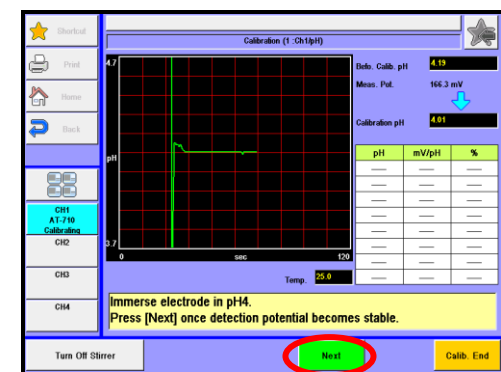 Shortcut
Calibration (1 :Ch1/pH)
Print
Home
Back
CH1
AT-710
Calibrating
CH2
CH3
CH4
4.7
pH
3.7
0 sec 120
Temp. 25.0
Befo. Calib. pH 4.19
Meas. Pot. 166.3 mV
Calibration pH 4.01
pH mV/pH %
Immerse electrode in pH4.
Press [Next] once detection potential becomes stable.
Turn Off Stirrer Next Calib. End